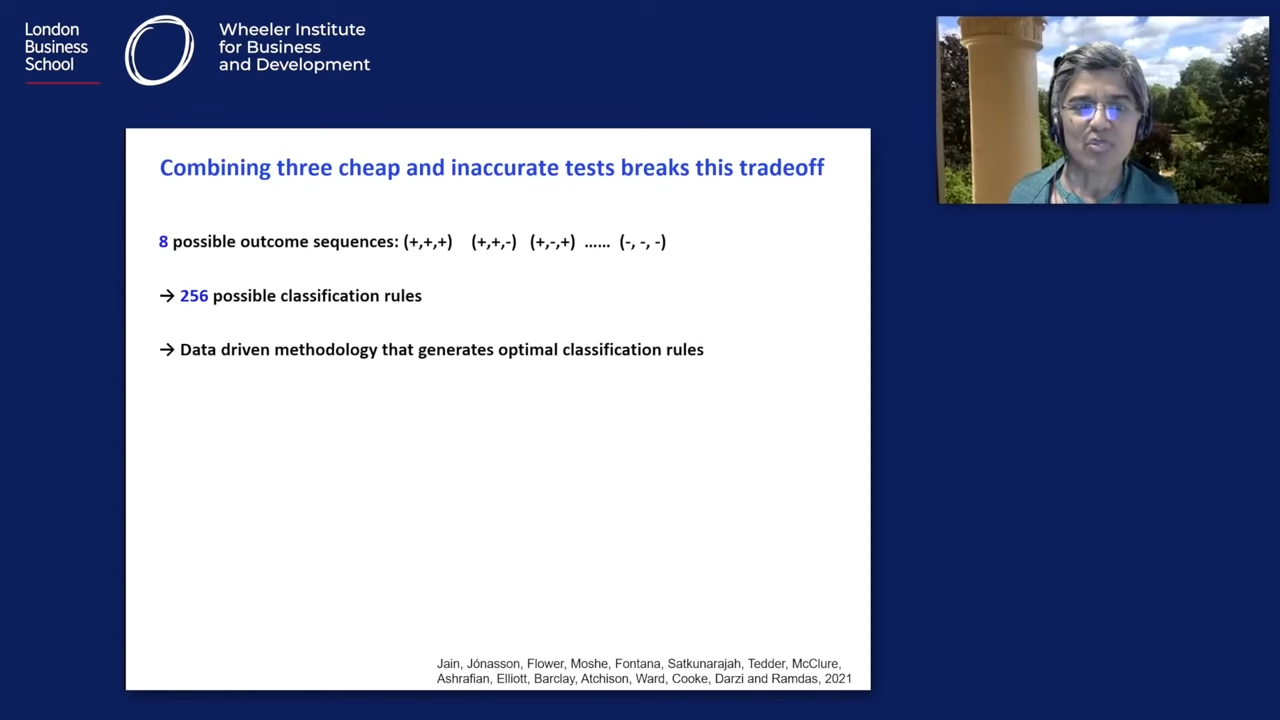 London
Business
School
Wheeler Institute
for Business
and Development
Combining three cheap and inaccurate tests breaks this tradeoff
8 possible outcome sequences: (+,+,+) (+,+,-) (+,-,+) ...... (-, -, -)
→ 256 possible classification rules
→ Data driven methodology that generates optimal classification rules
Jain, Jónasson, Flower, Moshe, Fontana, Satkunarajah, Tedder, McClure,
Ashrafian, Elliott, Barclay, Atchison, Ward, Cooke, Darzi and Ramdas, 2021